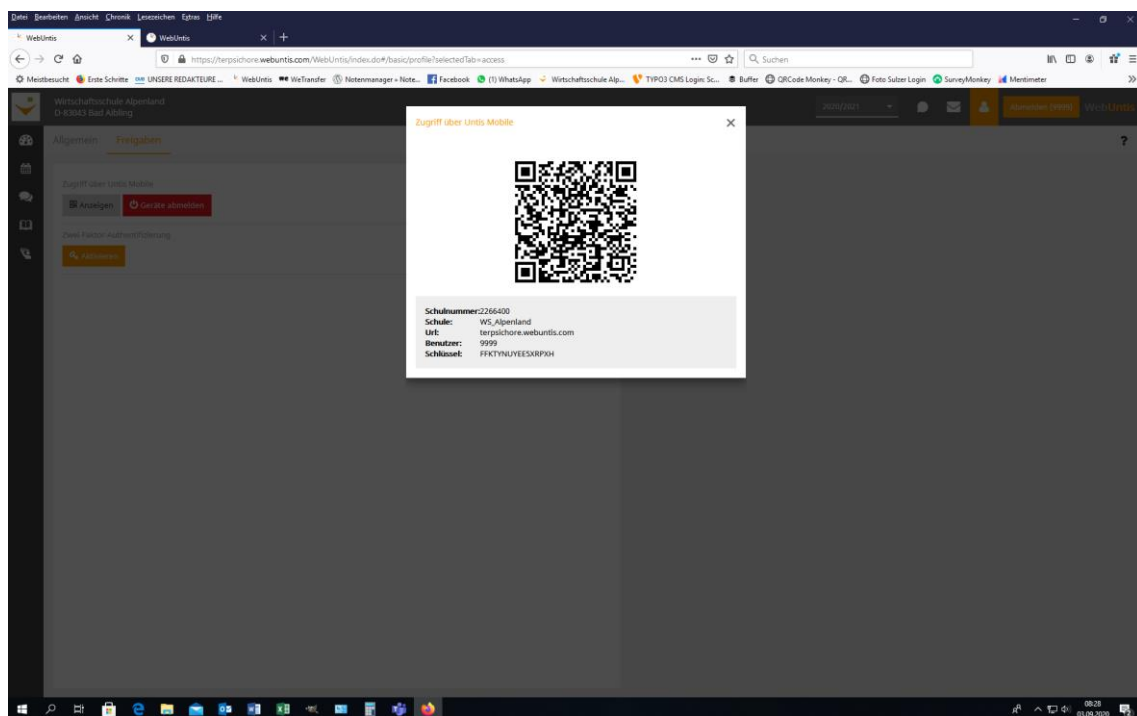 Datei Bearbeiten Ansicht Chronik Lesezeichen Extras Hilfe
WebUntis
WebUntis
https://terpsichore.webuntis.com/WebUntis/index.do#/basic/profile?selectedTab=access
Suchen
Meistbesucht Erste Schritte UNSERE REDAKTEURE ... WebUntis WeTransfer Notenmanager » Note... Facebook (1) WhatsApp Wirtschaftsschule Alp... TYPO3 CMS Login: Sc... Buffer QRCode Monkey - QR... Foto Sulzer Login SurveyMonkey Mentimeter
Wirtschaftsschule Alpenland
D-83043 Bad Aibling
2020/2021
Abmelden (9999)
WebUntis
Allgemein Freigaben
?
Zugriff über Untis Mobile
Anzeigen Geräte abmelden
Zwei-Faktor-Authentifizierung
Aktivieren
Zugriff über Untis Mobile
Schulnummer:2266400
Schule: WS_Alpenland
Url: terpsichore.webuntis.com
Benutzer: 9999
Schlüssel: FFKTYNUYEESXRPXH
08:28
03.09.2020